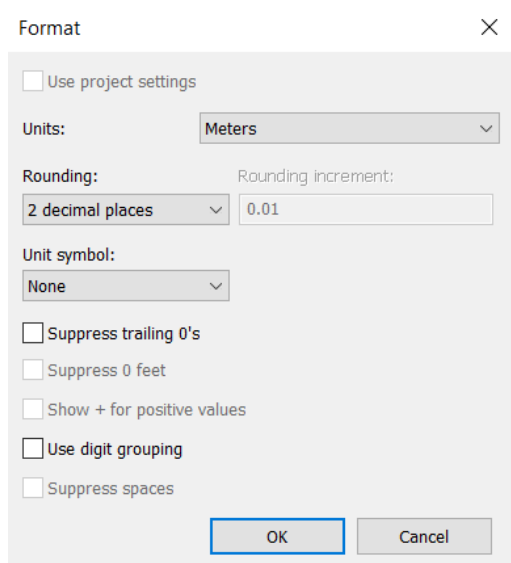 Format
Use project settings
Units: Meters
Rounding: Rounding increment:
2 decimal places 0.01
Unit symbol:
None
Suppress trailing 0's
Suppress 0 feet
Show + for positive values
Use digit grouping
Suppress spaces
OK Cancel